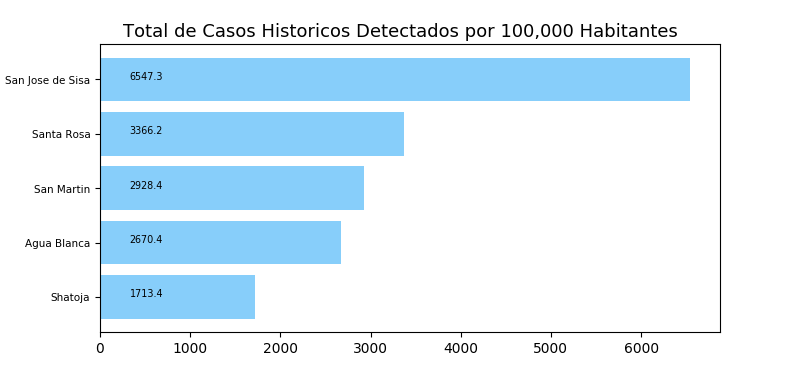 Total de Casos Historicos Detectados por 100,000 Habitantes
San Jose de Sisa 6547.3
Santa Rosa 3366.2
San Martin 2928.4
Agua Blanca 2670.4
Shatoja 1713.4
0 1000 2000 3000 4000 5000 6000